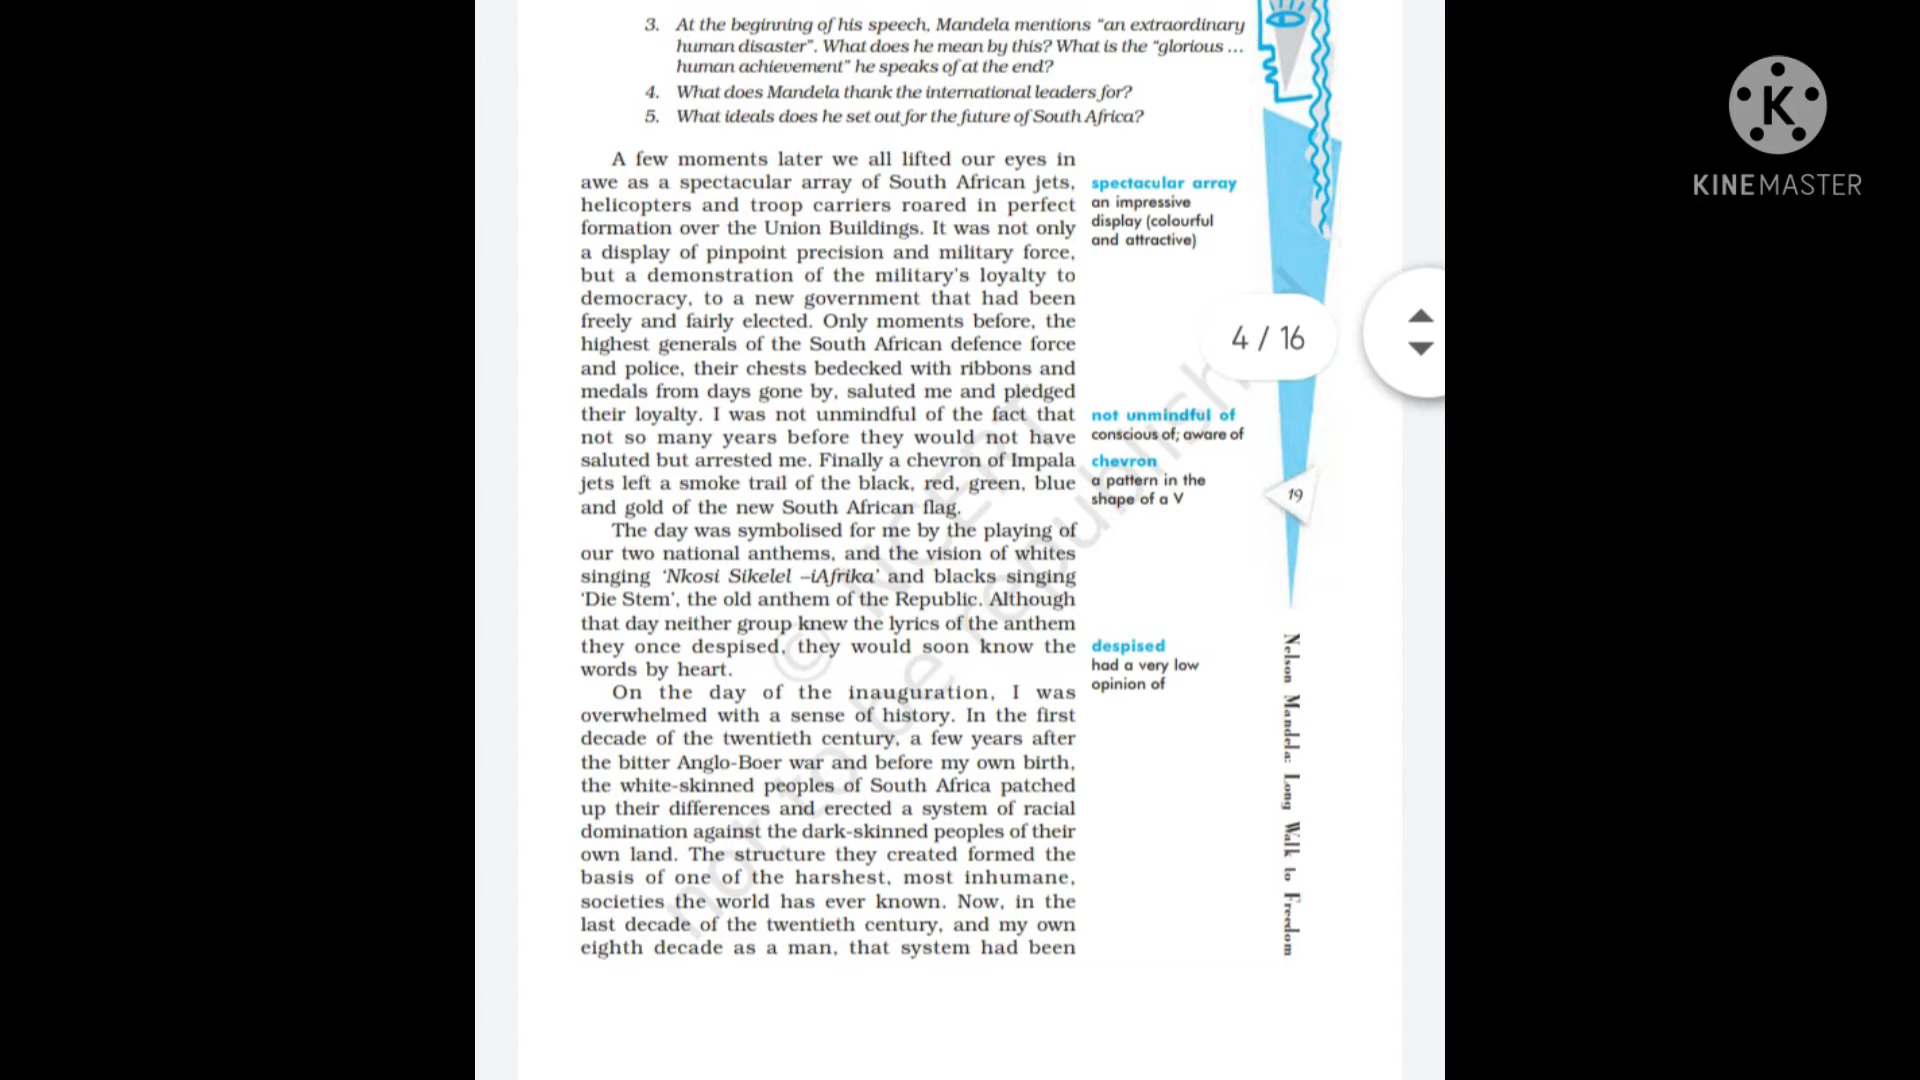 3. At the beginning of his speech, Mandela mentions “an extraordinary
human disaster”. What does he mean by this? What is the “glorious ...
human achievement” he speaks of at the end?
4. What does Mandela thank the international leaders for?
5. What ideals does he set out for the future of South Africa?
A few moments later we all lifted our eyes in
awe as a spectacular array of South African jets,
helicopters and troop carriers roared in perfect
formation over the Union Buildings. It was not only
a display of pinpoint precision and military force,
but a demonstration of the military's loyalty to
democracy, to a new government that had been
freely and fairly elected. Only moments before, the
highest generals of the South African defence force
and police, their chests bedecked with ribbons and
medals from days gone by, saluted me and pledged
their loyalty. I was not unmindful of the fact that
not so many years before they would not have
saluted but arrested me. Finally a chevron of Impala
jets left a smoke trail of the black, red, green, blue
and gold of the new South African flag.
The day was symbolised for me by the playing of
our two national anthems, and the vision of whites
singing ‘Nkosi Sikelel –iAfrika’ and blacks singing
‘Die Stem’, the old anthem of the Republic. Although
that day neither group knew the lyrics of the anthem
they once despised, they would soon know the
words by heart.
On the day of the inauguration, I was
overwhelmed with a sense of history. In the first
decade of the twentieth century, a few years after
the bitter Anglo-Boer war and before my own birth,
the white-skinned peoples of South Africa patched
up their differences and erected a system of racial
domination against the dark-skinned peoples of their
own land. The structure they created formed the
basis of one of the harshest, most inhumane,
societies the world has ever known. Now, in the
last decade of the twentieth century, and my own
eighth decade as a man, that system had been
spectacular array
an impressive
display (colourful
and attractive)
not unmindful of
conscious of; aware of
chevron
a pattern in the
shape of a V
despised
had a very low
opinion of
4 / 16
19
Nelson Mandela: Long Walk to Freedom
© NCERT
not to be republish
K
KINEMASTER